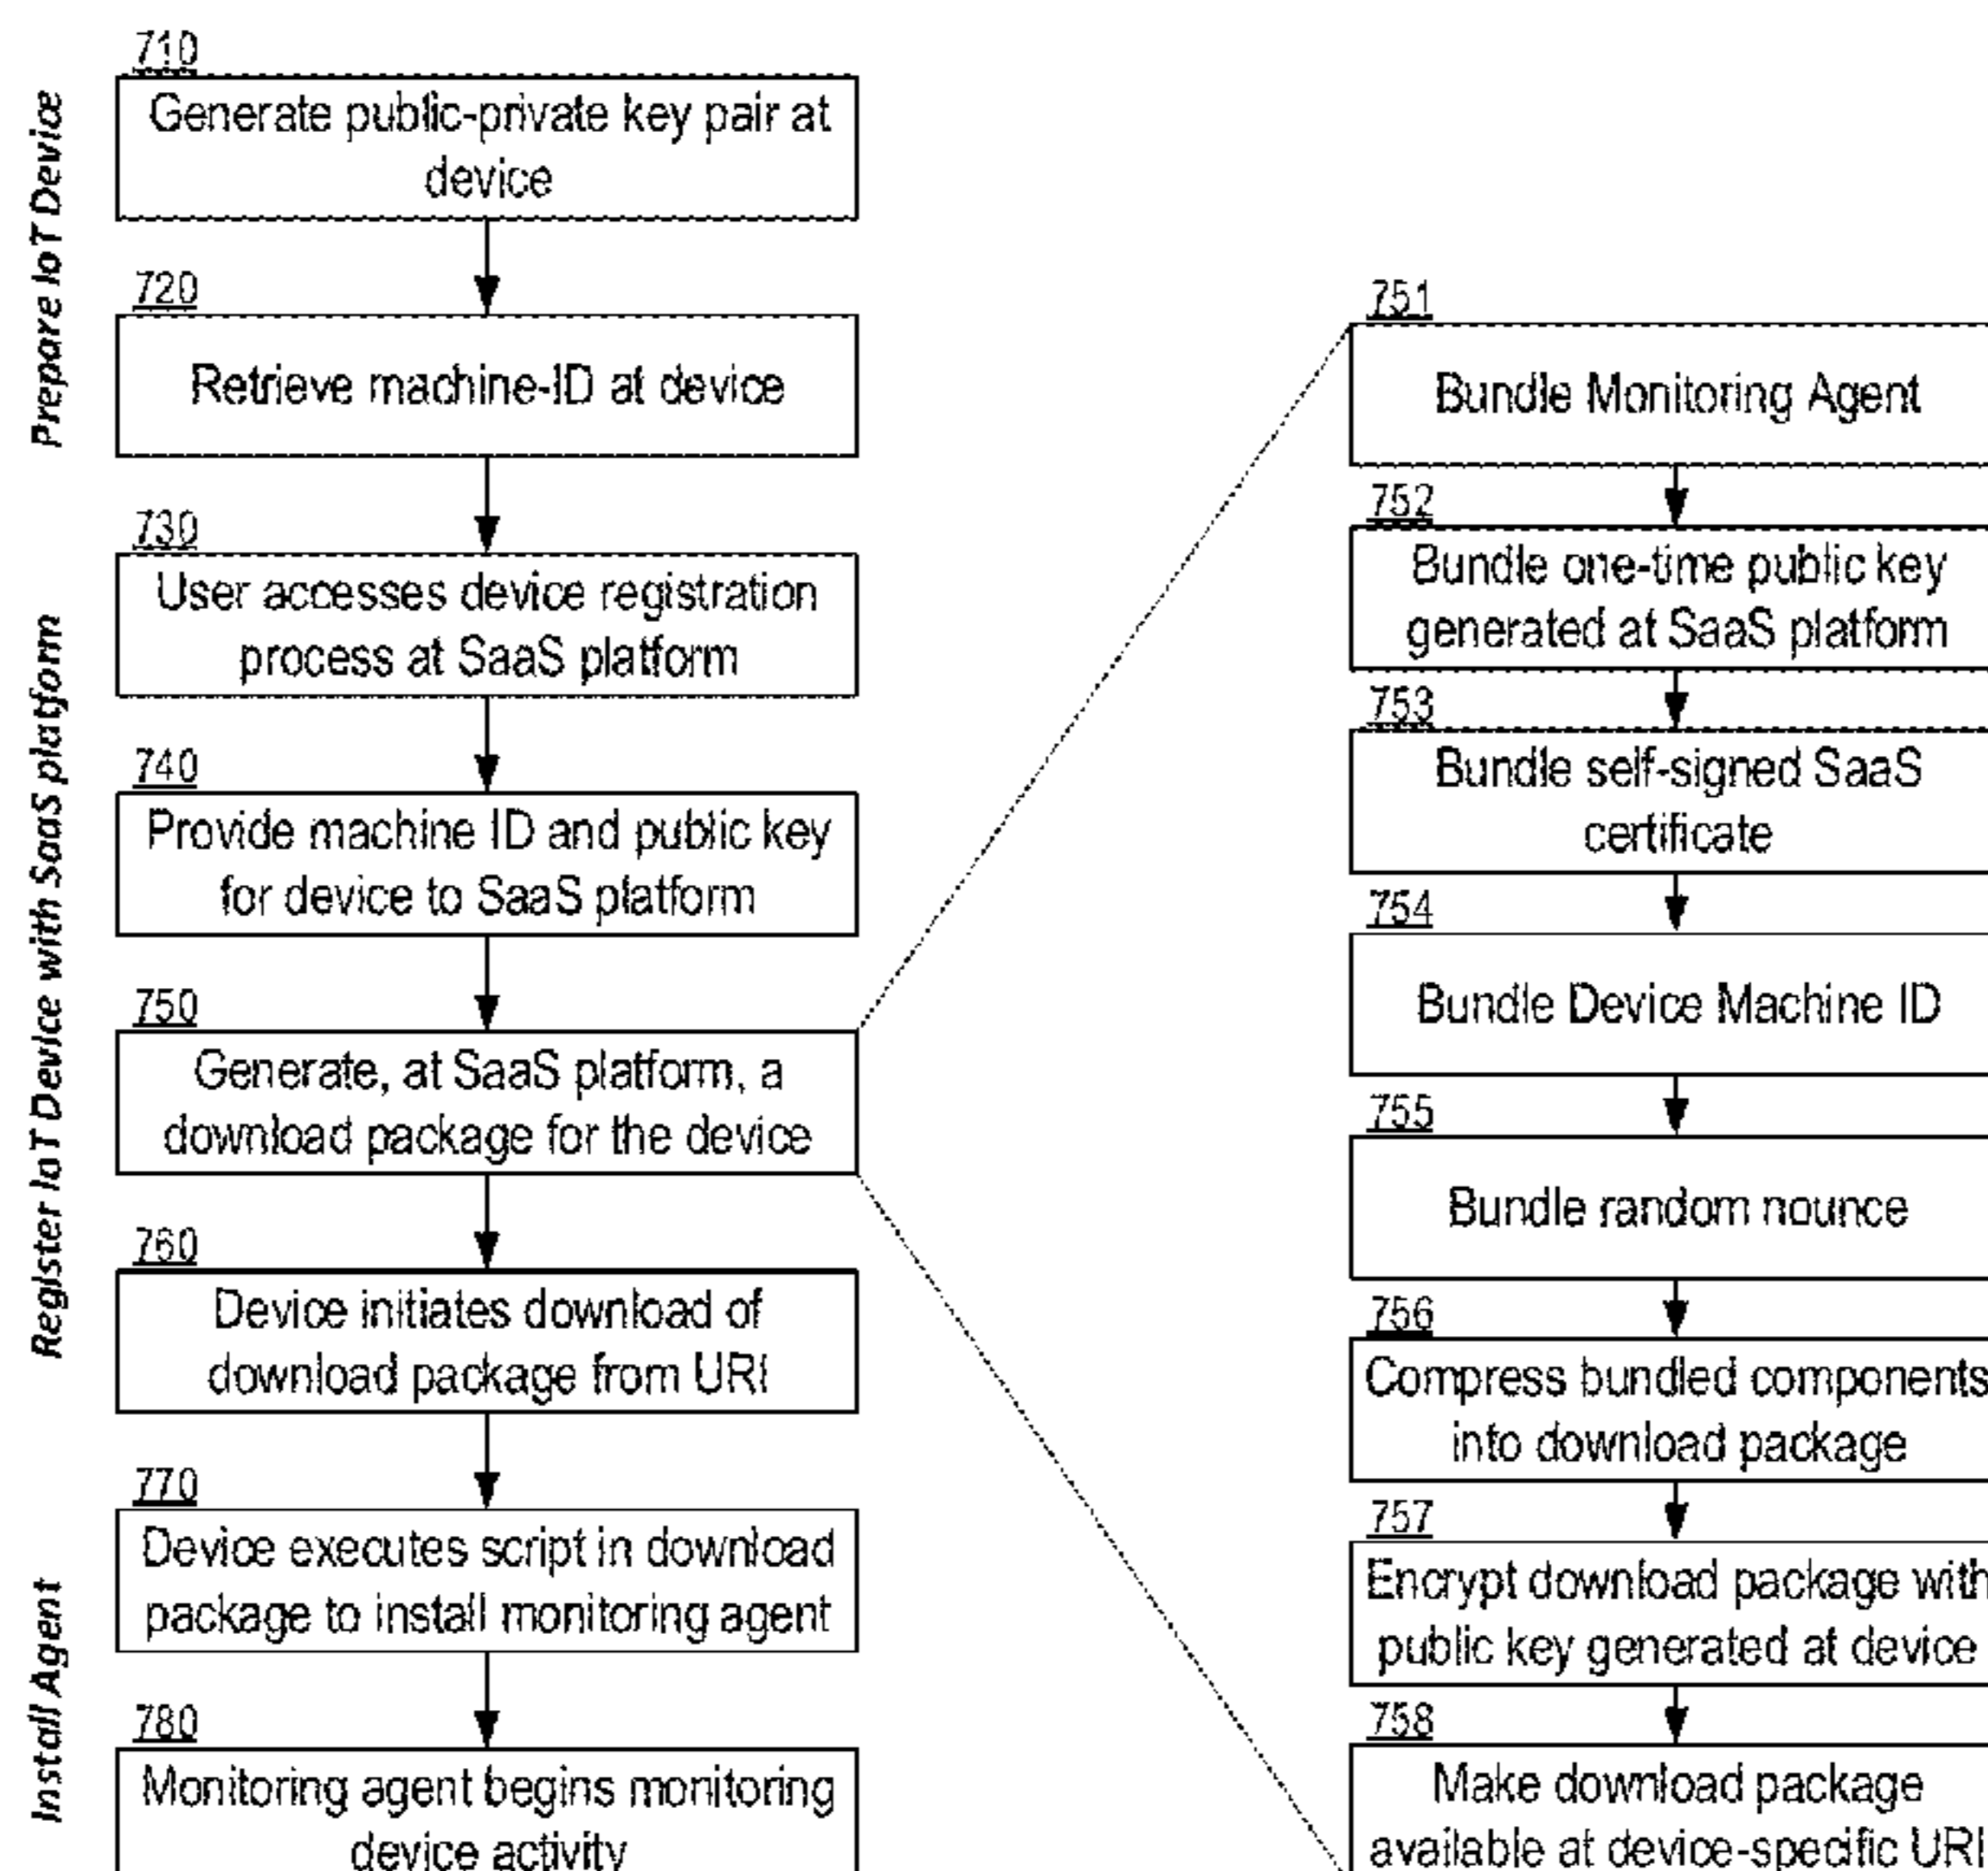 Prepare IoT Device
710
Generate public-private key pair at
device
720
Retrieve machine-ID at device
Register IoT Device with SaaS platform
730
User accesses device registration
process at SaaS platform
740
Provide machine ID and public key
for device to SaaS platform
750
Generate, at SaaS platform, a
download package for the device
760
Device initiates download of
download package from URI
Install Agent
770
Device executes script in download
package to install monitoring agent
780
Monitoring agent begins monitoring
device activity
751
Bundle Monitoring Agent
752
Bundle one-time public key
generated at SaaS platform
753
Bundle self-signed SaaS
certificate
754
Bundle Device Machine ID
755
Bundle random nounce
756
Compress bundled components
into download package
757
Encrypt download package with
public key generated at device
758
Make download package
available at device-specific URI